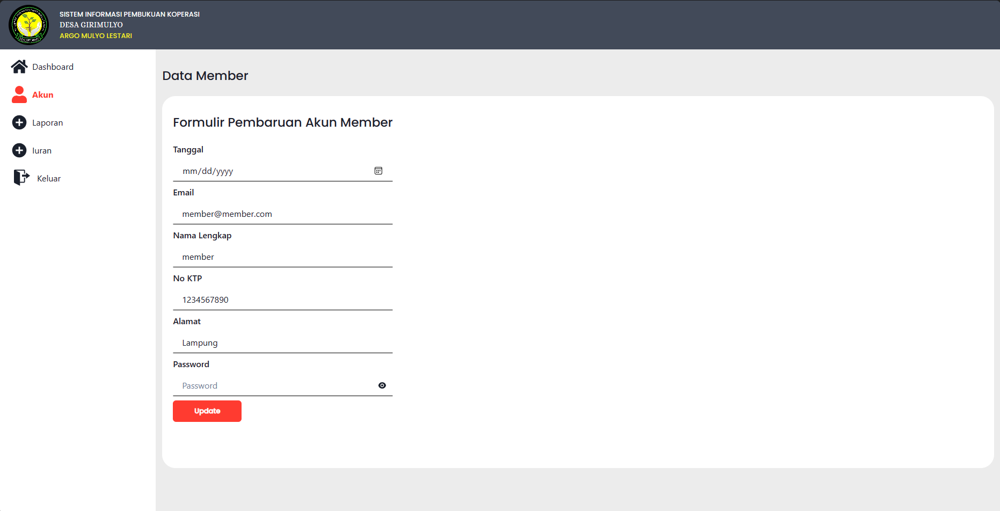 SISTEM INFORMASI PEMBUKUAN KOPERASI
DESA GIRIMULYO
ARGO MULYO LESTARI
Dashboard
Akun
Laporan
Iuran
Keluar
Data Member
Formulir Pembaruan Akun Member
Tanggal
mm/dd/yyyy
Email
member@member.com
Nama Lengkap
member
No KTP
1234567890
Alamat
Lampung
Password
Password
Update